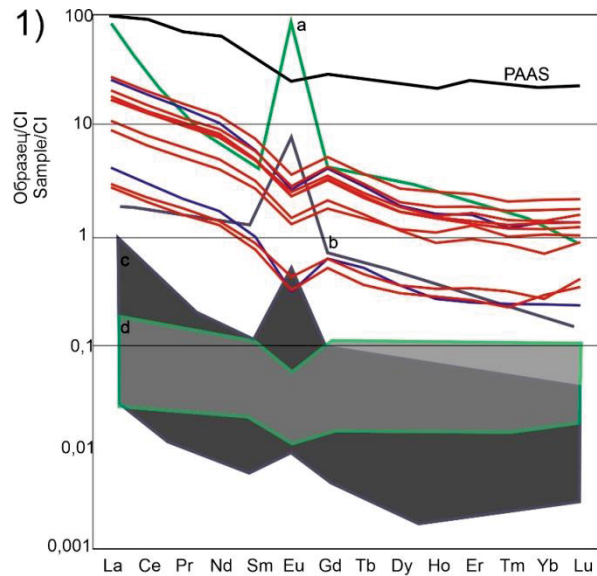 1)
100
10
1
0,1
0,01
0,001
Образец/CI
Sample/CI
a
PAAS
b
c
d
La Ce Pr Nd Sm Eu Gd Tb Dy Ho Er Tm Yb Lu